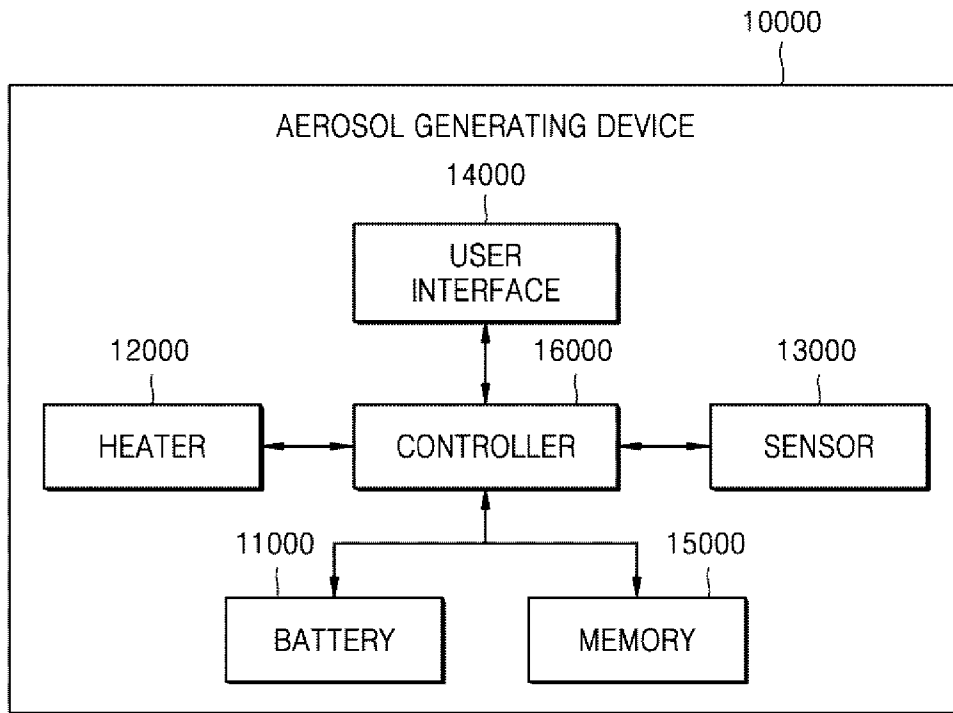 10000
AEROSOL GENERATING DEVICE
14000
USER
INTERFACE
12000
16000
13000
HEATER
CONTROLLER
SENSOR
11000
15000
BATTERY
MEMORY